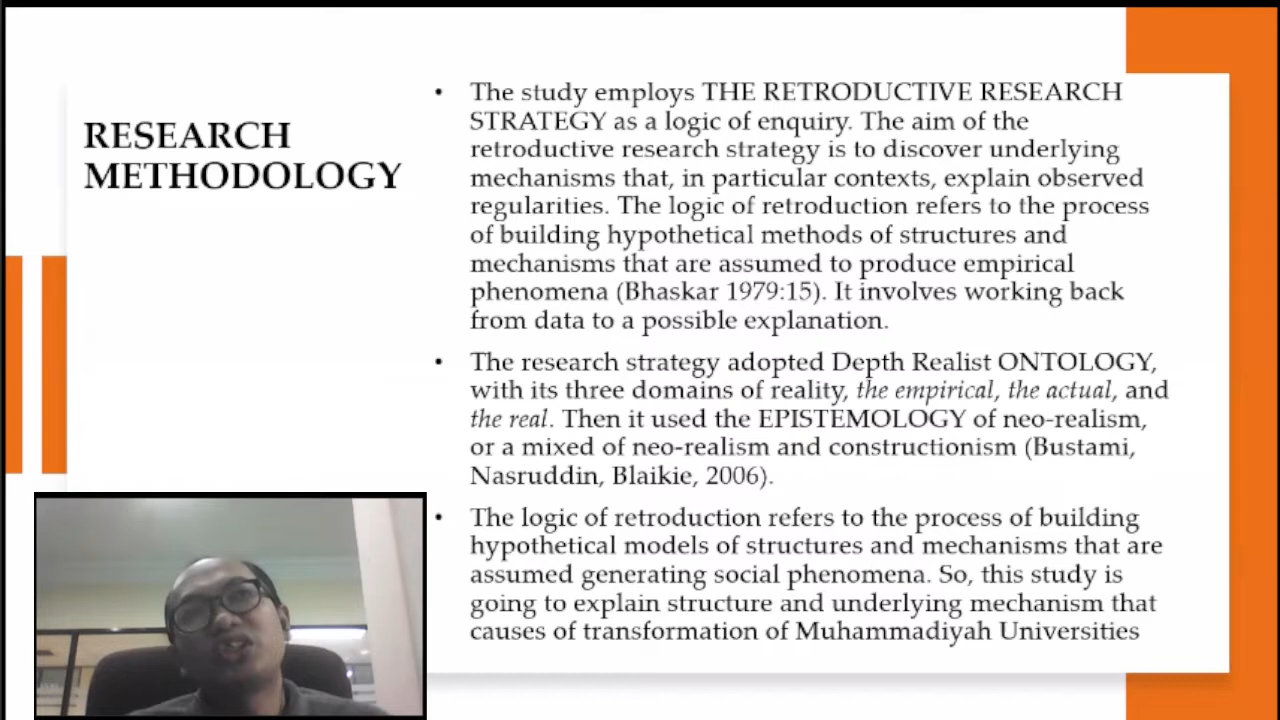 RESEARCH
METHODOLOGY
• The study employs THE RETRODUCTIVE RESEARCH
STRATEGY as a logic of enquiry. The aim of the
retroductive research strategy is to discover underlying
mechanisms that, in particular contexts, explain observed
regularities. The logic of retroduction refers to the process
of building hypothetical methods of structures and
mechanisms that are assumed to produce empirical
phenomena (Bhaskar 1979:15). It involves working back
from data to a possible explanation.
• The research strategy adopted Depth Realist ONTOLOGY,
with its three domains of reality, the empirical, the actual, and
the real. Then it used the EPISTEMOLOGY of neo-realism,
or a mixed of neo-realism and constructionism (Bustami,
Nasruddin, Blaikie, 2006).
• The logic of retroduction refers to the process of building
hypothetical models of structures and mechanisms that are
assumed generating social phenomena. So, this study is
going to explain structure and underlying mechanism that
causes of transformation of Muhammadiyah Universities